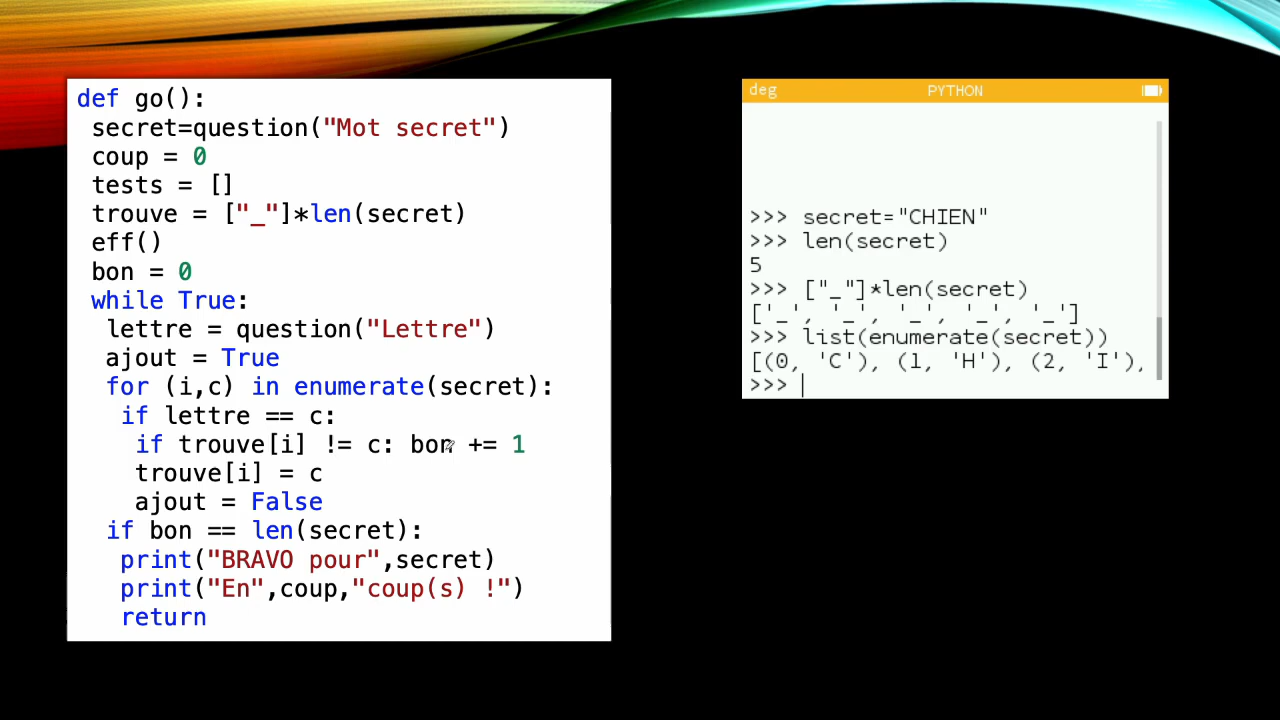 def go():
 secret=question("Mot secret")
 coup = 0
 tests = []
 trouve = ["_"]*len(secret)
 eff()
 bon = 0
 while True:
  lettre = question("Lettre")
  ajout = True
  for (i,c) in enumerate(secret):
   if lettre == c:
    if trouve[i] != c: bon += 1
    trouve[i] = c
    ajout = False
  if bon == len(secret):
   print("BRAVO pour",secret)
   print("En",coup,"coup(s) !")
   return
deg PYTHON
>>> secret="CHIEN"
>>> len(secret)
5
>>> ["_"]*len(secret)
['_', '_', '_', '_', '_']
>>> list(enumerate(secret))
[(0, 'C'), (1, 'H'), (2, 'I'),
>>>